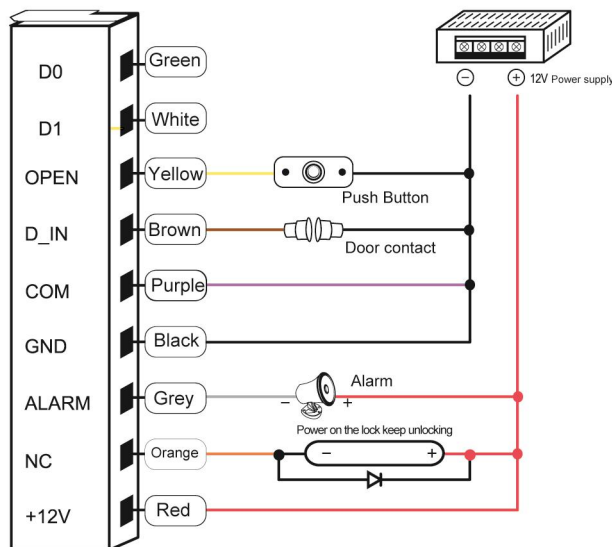 D0 Green
− + 12V Power supply
D1 White
OPEN Yellow
Push Button
D_IN Brown
Door contact
COM Purple
GND Black
ALARM Grey − + Alarm
Power on the lock keep unlocking
NC Orange − +
+12V Red